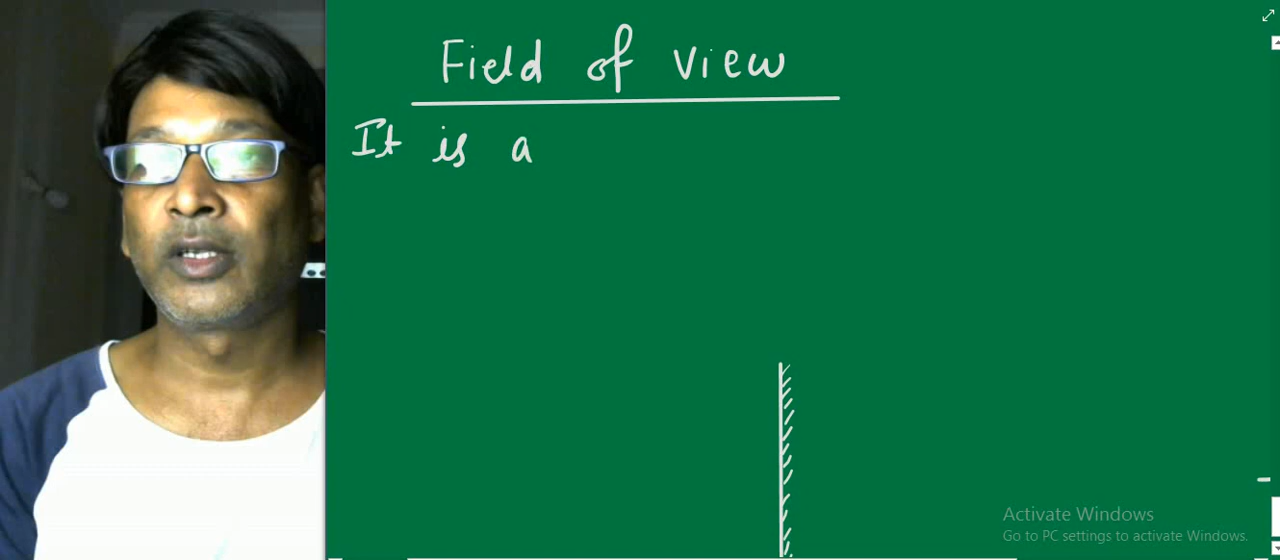 Field of view
It is a
Activate Windows
Go to PC settings to activate Windows.